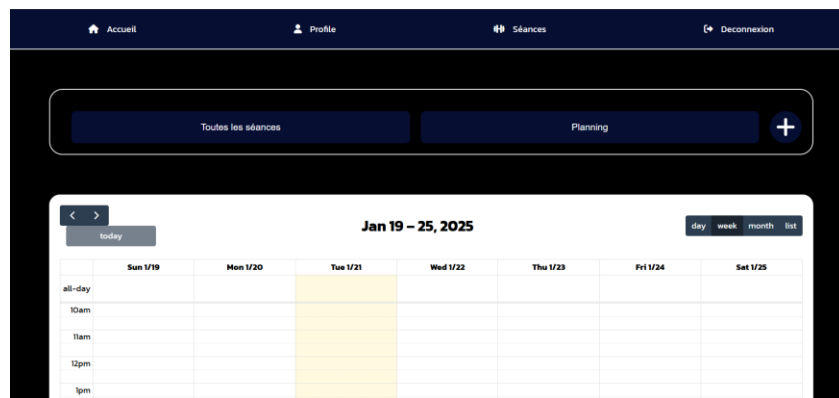 Accueil Profile Séances Deconnexion
Toutes les séances Planning
today
Jan 19 – 25, 2025
day week month list
Sun 1/19 Mon 1/20 Tue 1/21 Wed 1/22 Thu 1/23 Fri 1/24 Sat 1/25
all-day
10am
11am
12pm
1pm